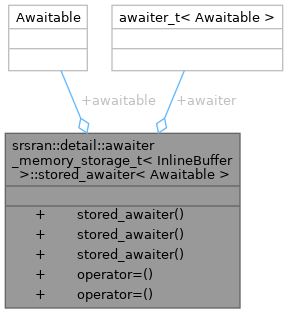 Awaitable
awaiter_t< Awaitable >
+awaitable
+awaiter
srsran::detail::awaiter
_memory_storage_t< InlineBuffer
>::stored_awaiter< Awaitable >
+ stored_awaiter()
+ stored_awaiter()
+ stored_awaiter()
+ operator=()
+ operator=()